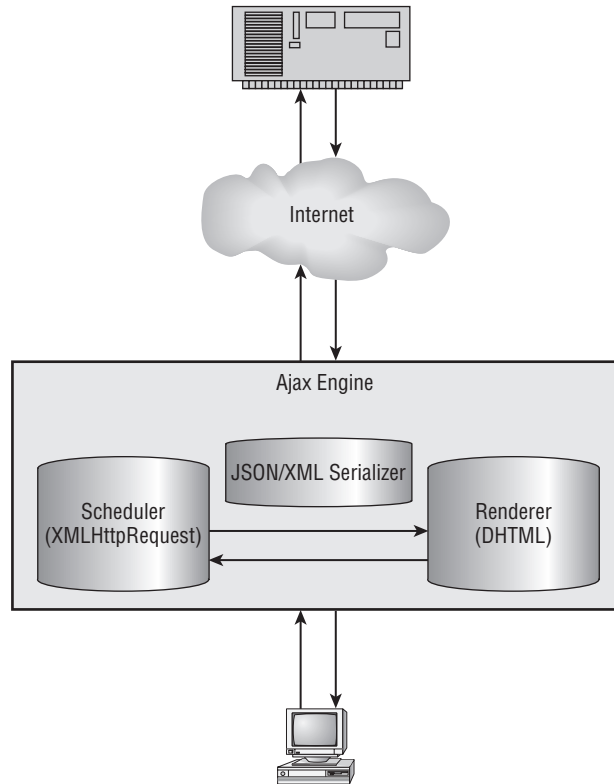 Internet
Ajax Engine
JSON/XML Serializer
Scheduler
(XMLHttpRequest)
Renderer
(DHTML)